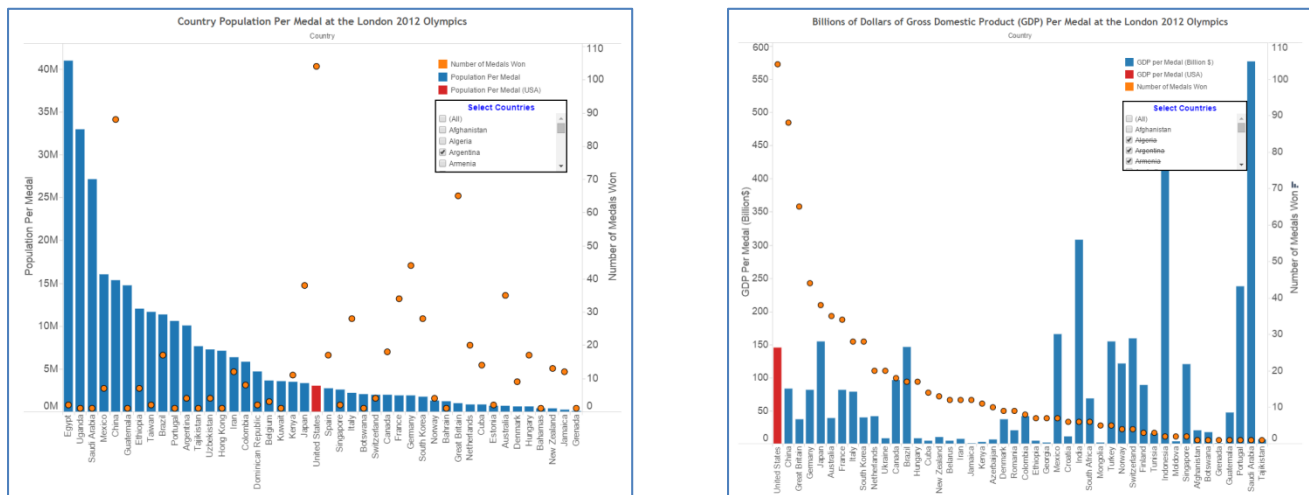 Country Population Per Medal at the London 2012 Olympics
Country
40M
35M
30M
25M
20M
15M
10M
5M
0M
Population Per Medal
Number of Medals Won
Population Per Medal
Population Per Medal (USA)
Select Countries
(All)
Afghanistan
Algeria
Argentina
Armenia
110
100
90
80
70
60
50
40
30
20
10
0
Number of Medals Won
Egypt
Uganda
Saudi Arabia
Mexico
China
Guatemala
Ethiopia
Taiwan
Brazil
Portugal
Argentina
Tajikistan
Uzbekistan
Hong Kong
Iran
Colombia
Dominican Republic
Belgium
Kuwait
Kenya
Japan
United States
Spain
Singapore
Italy
Botswana
Switzerland
Canada
France
Germany
South Korea
Norway
Bahrain
Great Britain
Netherlands
Cuba
Estonia
Australia
Denmark
Hungary
Bahamas
New Zealand
Jamaica
Grenada
Billions of Dollars of Gross Domestic Product (GDP) Per Medal at the London 2012 Olympics
Country
600
550
500
450
400
350
300
250
200
150
100
50
0
GDP Per Medal (Billion$)
GDP per Medal (Billion $)
GDP per Medal (USA)
Number of Medals Won
Select Countries
(All)
Afghanistan
Algeria
Argentina
Armenia
110
100
80
70
60
50
40
30
20
10
0
Number of Medals Won
United States
China
Great Britain
Germany
Japan
Australia
France
Italy
South Korea
Netherlands
Ukraine
Canada
Brazil
Hungary
Cuba
New Zealand
Belarus
Iran
Jamaica
Kenya
Azerbaijan
Denmark
Romania
Colombia
Ethiopia
Georgia
Mexico
Croatia
India
South Africa
Mongolia
Turkey
Norway
Switzerland
Finland
Tunisia
Indonesia
Moldova
Singapore
Afghanistan
Botswana
Grenada
Guatemala
Portugal
Saudi Arabia
Tajikistan